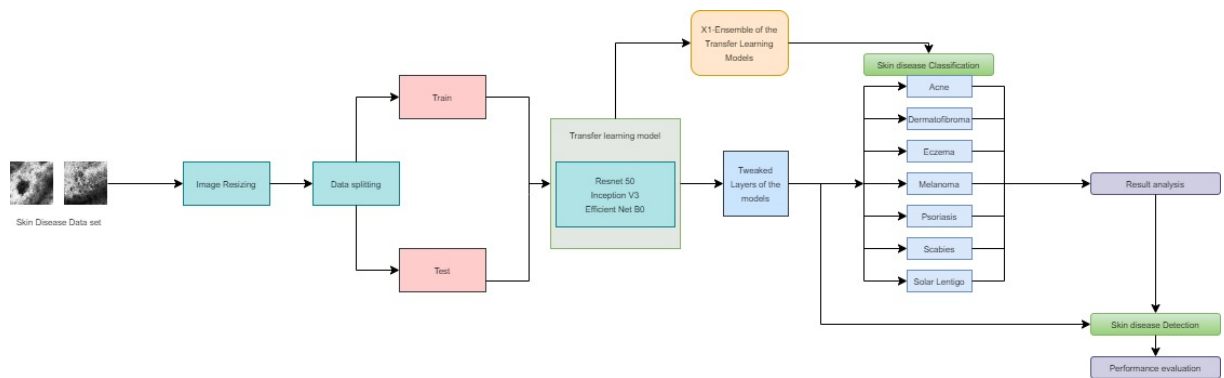 Skin Disease Data set
Image Resizing
Data splitting
Train
Test
Transfer learning model
Resnet 50
Inception V3
Efficient Net B0
X1-Ensemble of the
Transfer Learning
Models
Tweaked
Layers of the
models
Skin disease Classification
Acne
Dermatofibroma
Eczema
Melanoma
Psoriasis
Scabies
Solar Lentigo
Result analysis
Skin disease Detection
Performance evaluation